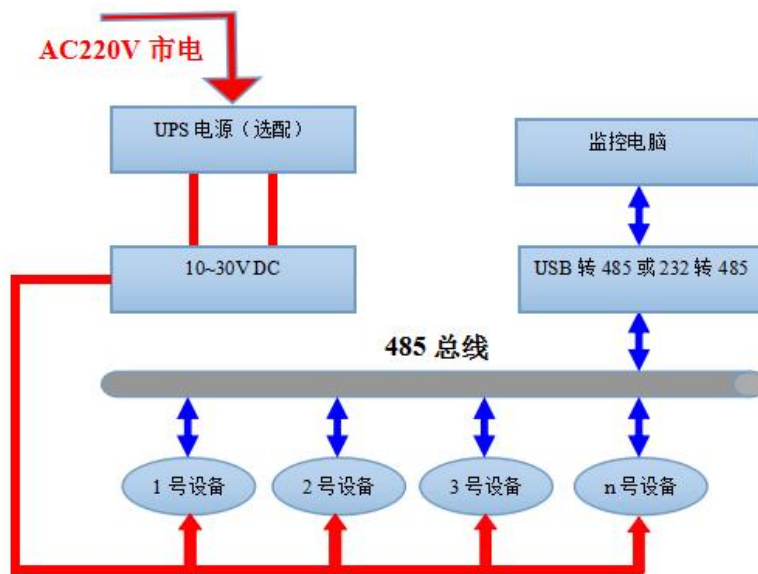 AC220V 市电
UPS 电源（选配）
监控电脑
10~30V DC
USB 转 485 或 232 转 485
485 总线
1 号设备
2 号设备
3 号设备
n 号设备